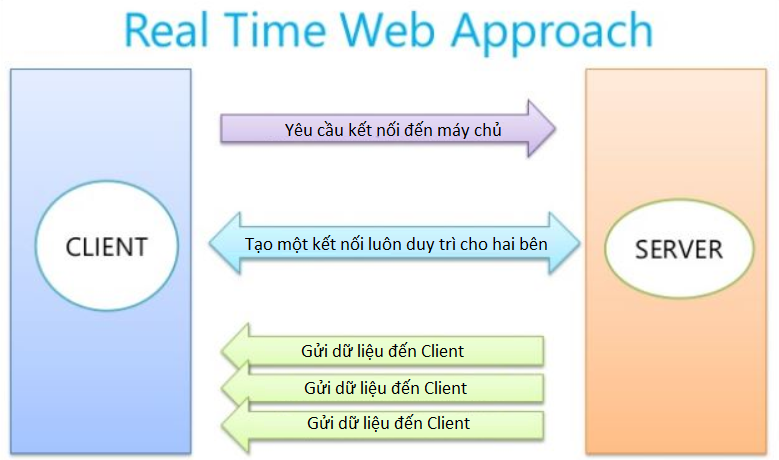 Real Time Web Approach
Yêu cầu kết nối đến máy chủ
CLIENT
Tạo một kết nối luôn duy trì cho hai bên
SERVER
Gửi dữ liệu đến Client
Gửi dữ liệu đến Client
Gửi dữ liệu đến Client